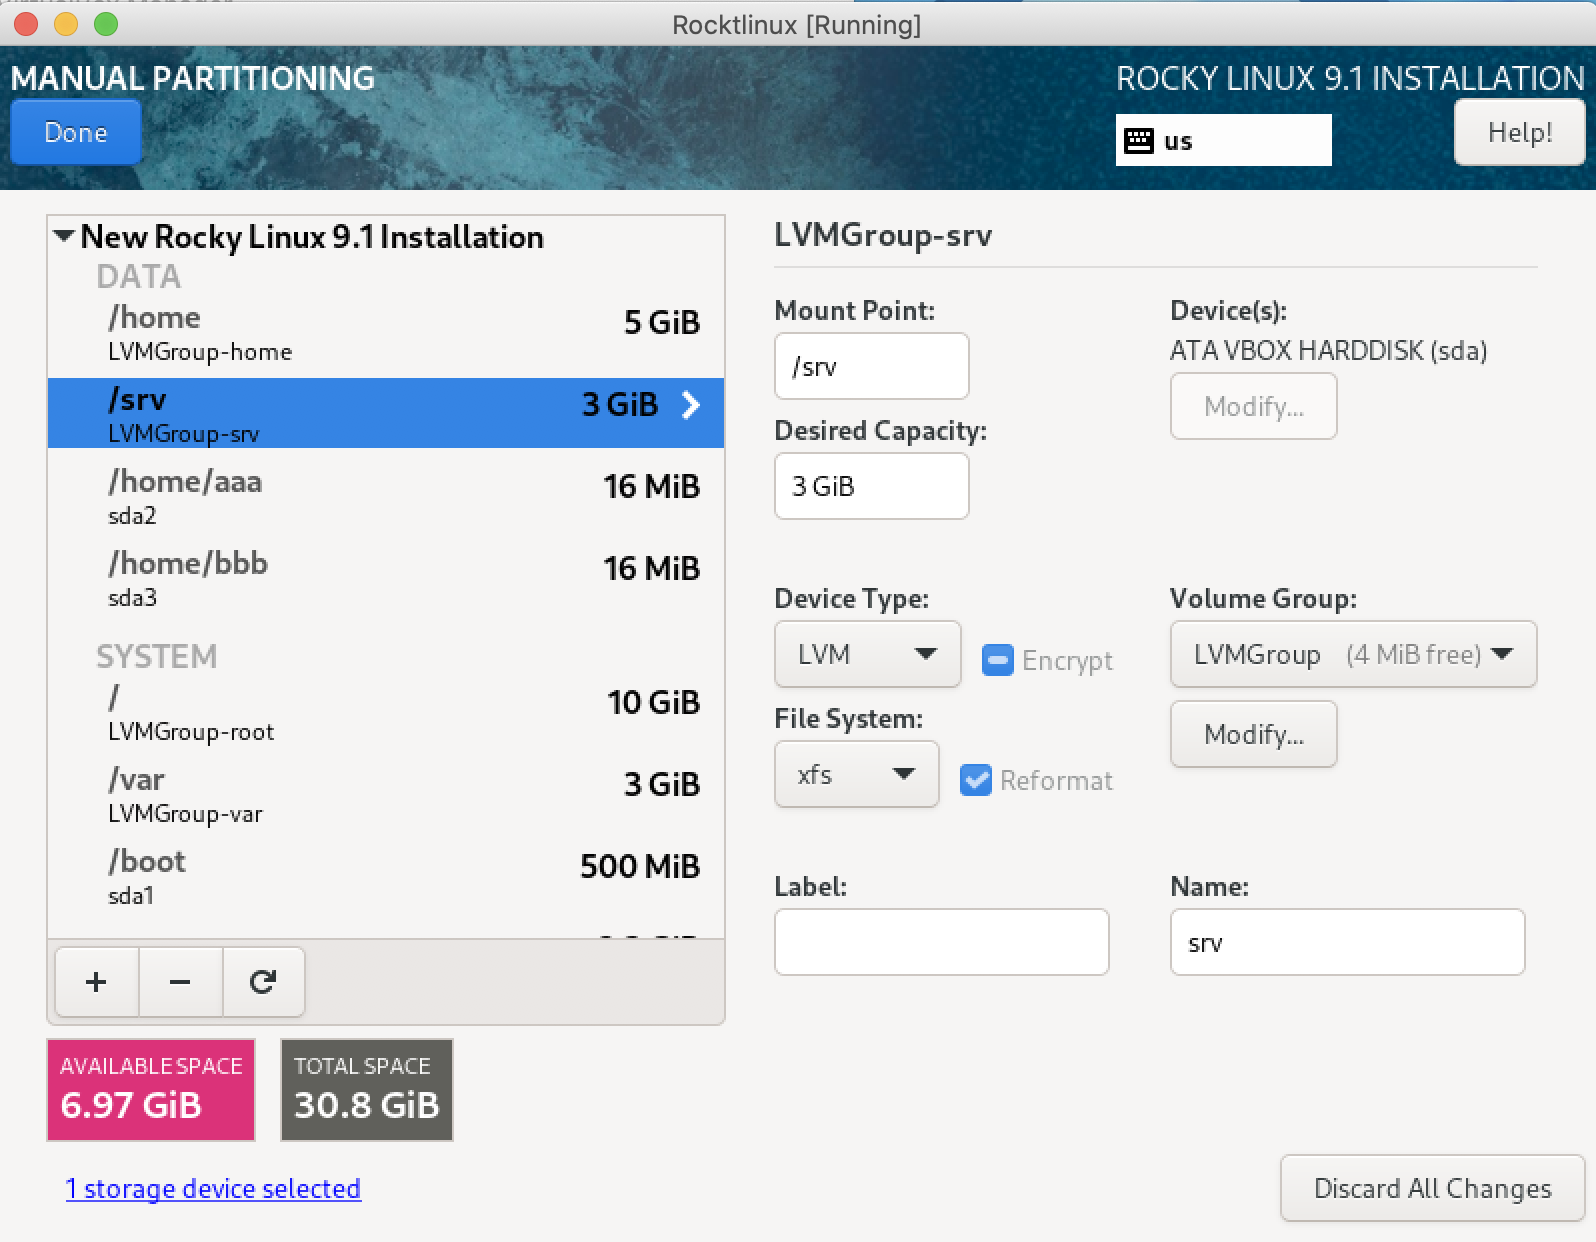 Rocktlinux [Running]
MANUAL PARTITIONING
ROCKY LINUX 9.1 INSTALLATION
Done
us
Help!
New Rocky Linux 9.1 Installation
DATA
/home 5 GiB
LVMGroup-home
/srv 3 GiB
LVMGroup-srv
/home/aaa 16 MiB
sda2
/home/bbb 16 MiB
sda3
SYSTEM
/ 10 GiB
LVMGroup-root
/var 3 GiB
LVMGroup-var
/boot 500 MiB
sda1
AVAILABLE SPACE
6.97 GiB
TOTAL SPACE
30.8 GiB
1 storage device selected
LVMGroup-srv
Mount Point:
/srv
Device(s):
ATA VBOX HARDDISK (sda)
Modify...
Desired Capacity:
3 GiB
Device Type:
LVM
Encrypt
Volume Group:
LVMGroup (4 MiB free)
Modify...
File System:
xfs
Reformat
Label:
Name:
srv
Discard All Changes